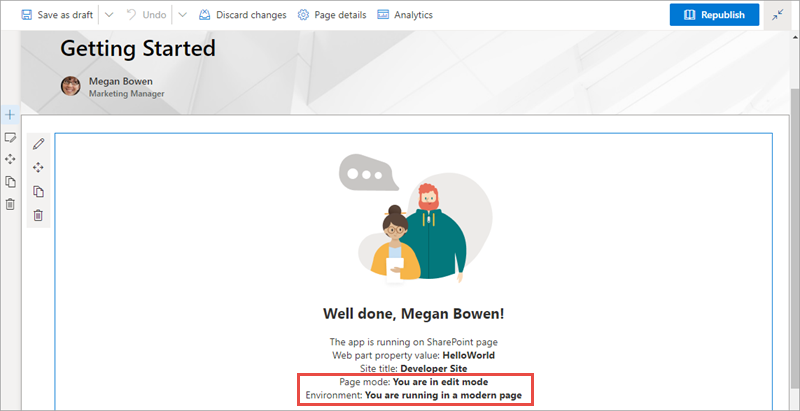 Save as draft Undo Discard changes Page details Analytics Republish
Getting Started
Megan Bowen
Marketing Manager
Well done, Megan Bowen!
The app is running on SharePoint page
Web part property value: HelloWorld
Site title: Developer Site
Page mode: You are in edit mode
Environment: You are running in a modern page